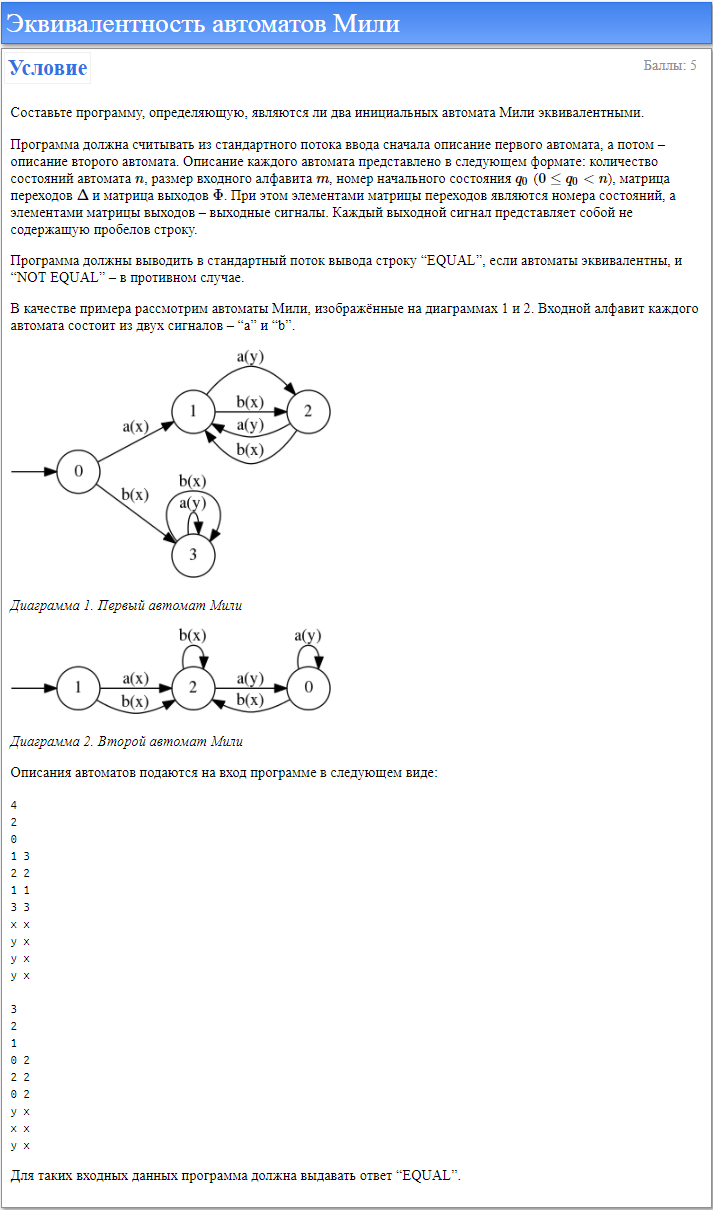 Эквивалентность автоматов Мили
Условие
Баллы: 5
Составьте программу, определяющую, являются ли два инициальных автомата Мили эквивалентными.
Программа должна считывать из стандартного потока ввода сначала описание первого автомата, а потом –
описание второго автомата. Описание каждого автомата представлено в следующем формате: количество
состояний автомата n, размер входного алфавита m, номер начального состояния q0 (0 ≤ q0 < n), матрица
переходов Δ и матрица выходов Φ. При этом элементами матрицы переходов являются номера состояний, а
элементами матрицы выходов – выходные сигналы. Каждый выходной сигнал представляет собой не
содержащую пробелов строку.
Программа должны выводить в стандартный поток вывода строку “EQUAL”, если автоматы эквивалентны, и
“NOT EQUAL” – в противном случае.
В качестве примера рассмотрим автоматы Мили, изображённые на диаграммах 1 и 2. Входной алфавит каждого
автомата состоит из двух сигналов – “a” и “b”.
a(y)
1
b(x)
2
a(x)
a(y)
b(x)
0
b(x)
b(x)
a(y)
3
Диаграмма 1. Первый автомат Мили
b(x)
a(y)
1
a(x)
2
a(y)
0
b(x)
b(x)
Диаграмма 2. Второй автомат Мили
Описания автоматов подаются на вход программе в следующем виде:
4
2
0
1 3
2 2
1 1
3 3
x x
y x
y x
y x
3
2
1
0 2
2 2
0 2
y x
x x
y x
Для таких входных данных программа должна выдавать ответ “EQUAL”.